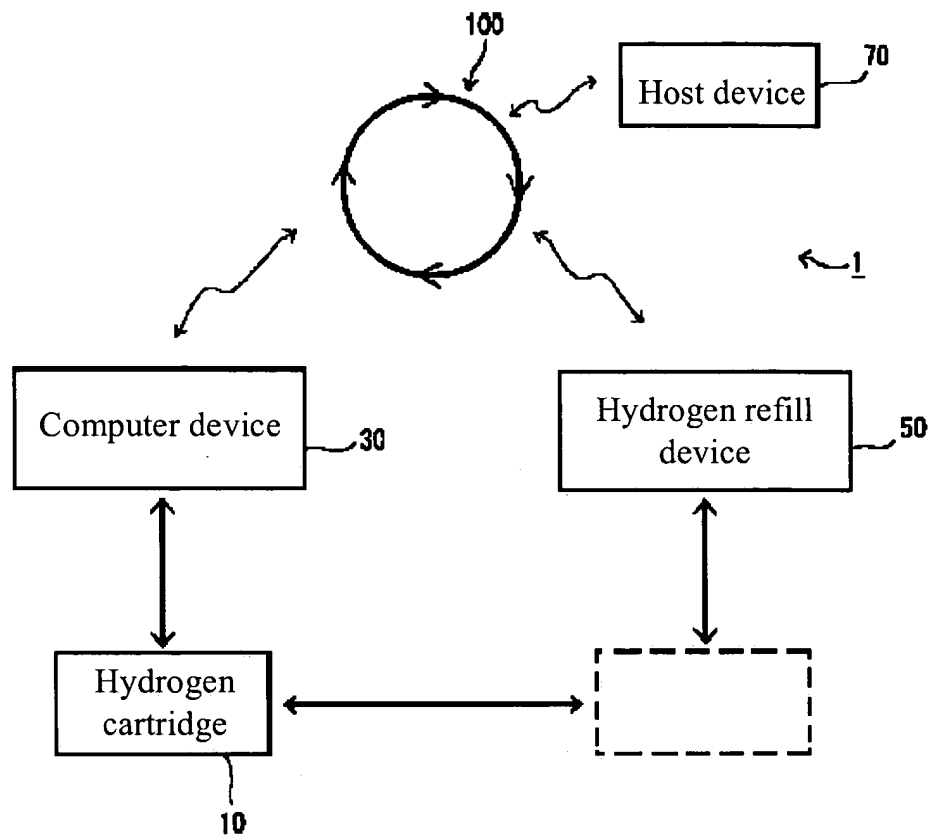 100
70
Host device
1
Computer device
30
Hydrogen refill
device
50
Hydrogen
cartridge
10